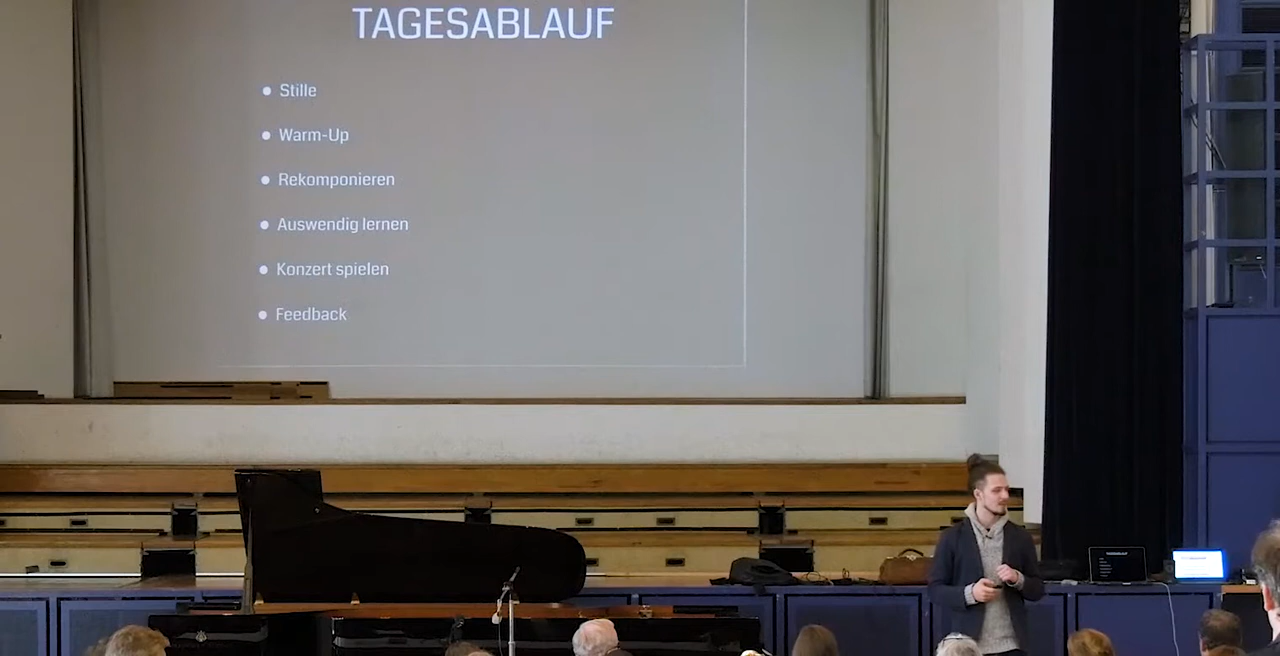 TAGESABLAUF
Stille
Warm-Up
Rekomponieren
Auswendig lernen
Konzert spielen
Feedback